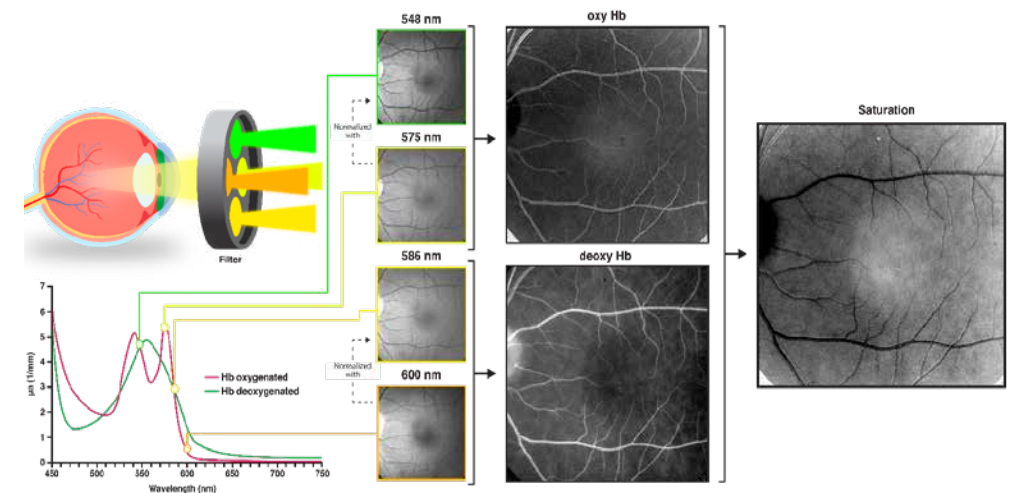 548 nm
oxy Hb
Normalized
with
575 nm
Saturation
Filter
586 nm
deoxy Hb
Normalized
with
600 nm
7
6
5
4
3
2
1
0
µa (1/mm)
Hb oxygenated
Hb deoxygenated
450
500
550
600
650
700
750
Wavelength (nm)